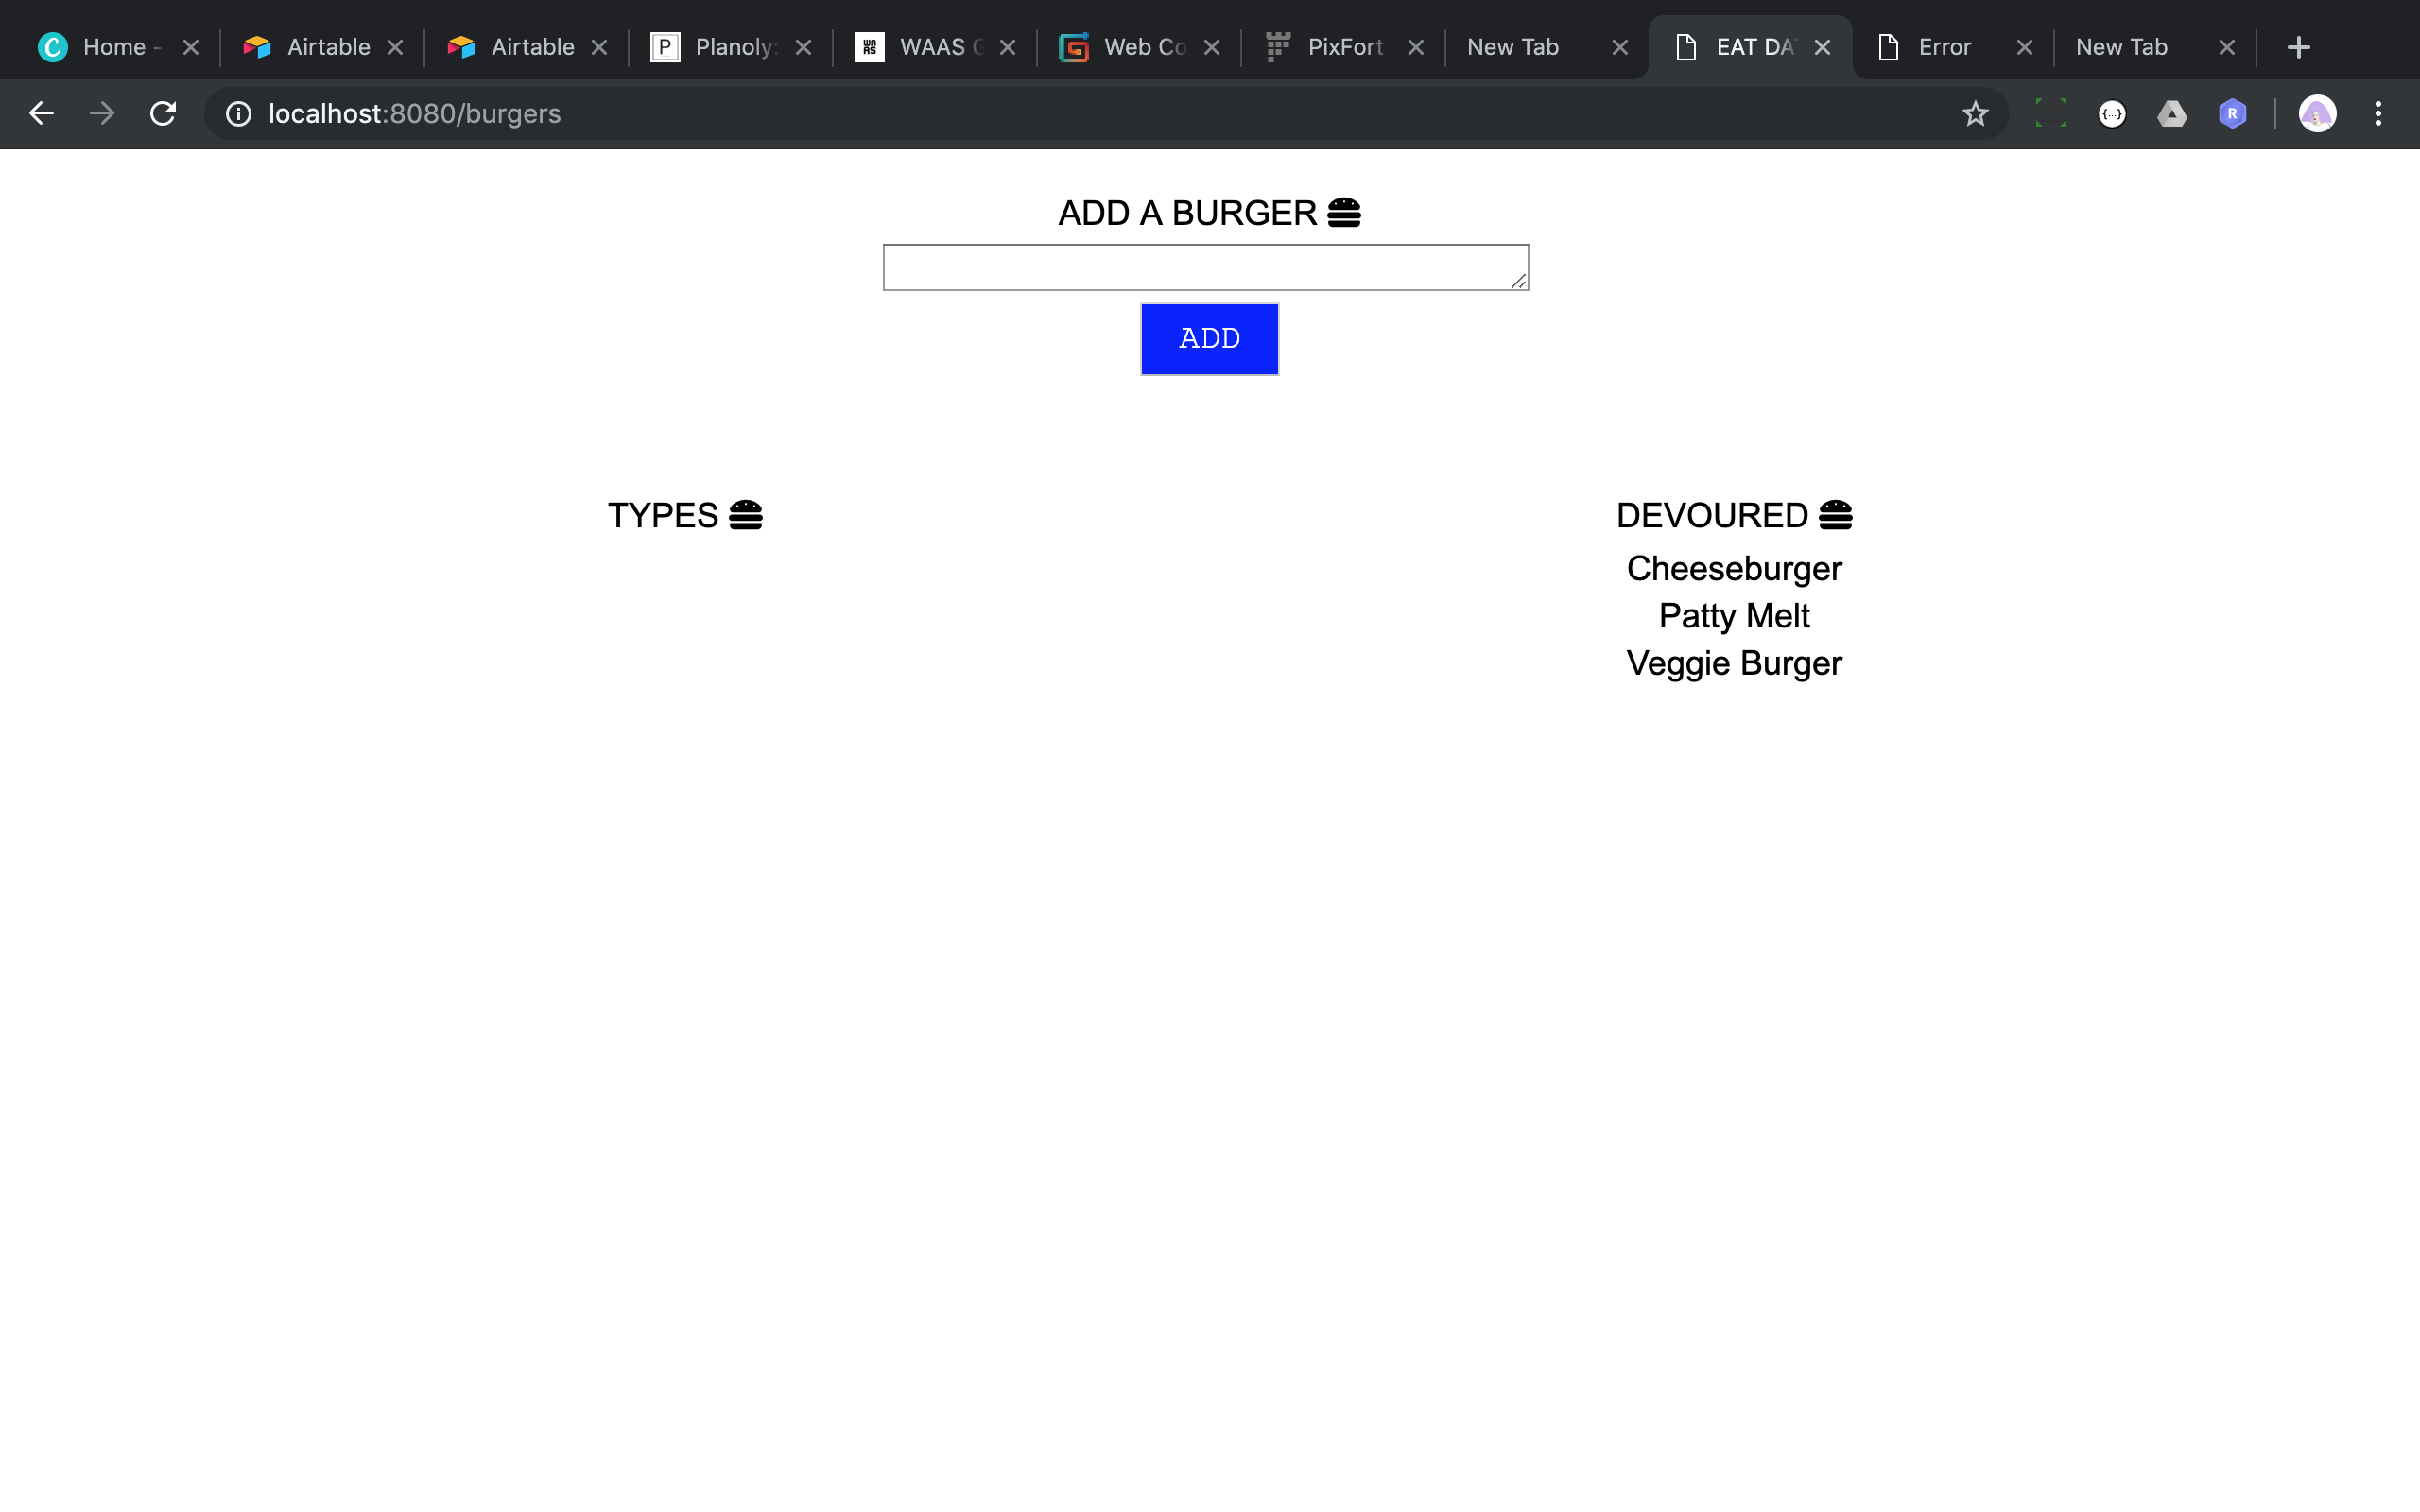 Home - Airtable Airtable Planoly: WAAS Web Co PixFort New Tab EAT DA Error New Tab
localhost:8080/burgers
ADD A BURGER
ADD
TYPES
DEVOURED
Cheeseburger
Patty Melt
Veggie Burger